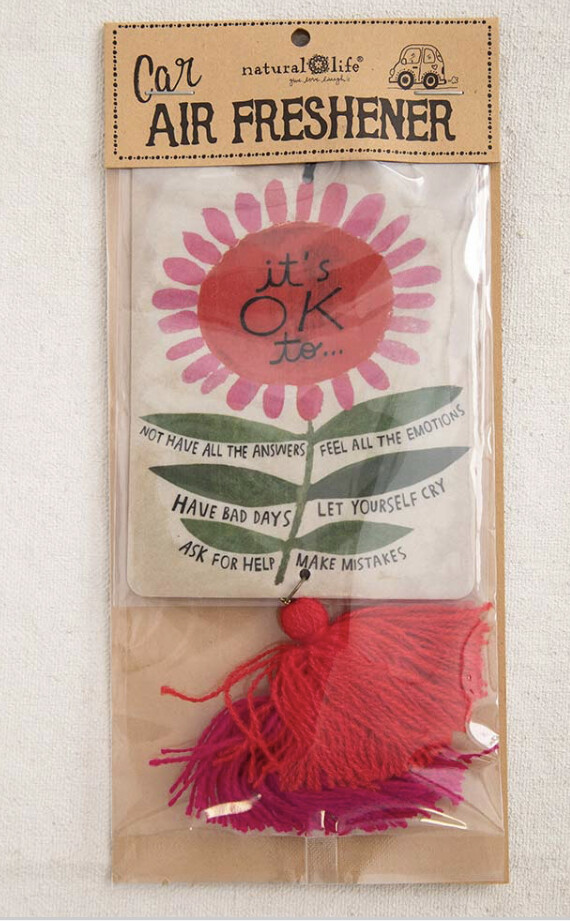 Car
natural life®
give love laugh
AIR FRESHENER
it's
OK
to...
NOT HAVE ALL THE ANSWERS
FEEL ALL THE EMOTIONS
HAVE BAD DAYS
LET YOURSELF CRY
ASK FOR HELP
MAKE MISTAKES